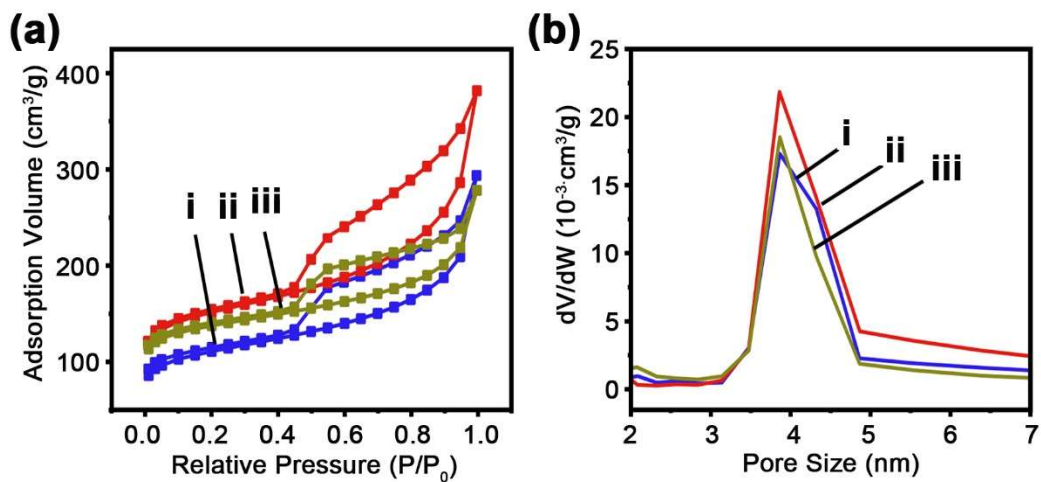 (a)
Adsorption Volume (cm³/g)
400
300
200
100
i ii iii
0.0 0.2 0.4 0.6 0.8 1.0
Relative Pressure (P/P₀)
(b)
dV/dW (10⁻³·cm³/g)
25
20
15
10
5
0
i
ii
iii
2 3 4 5 6 7
Pore Size (nm)